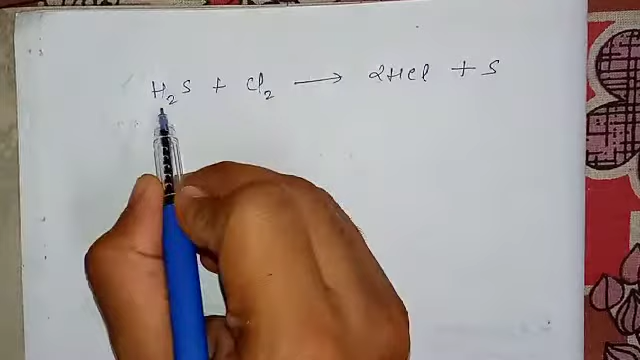 H₂S + Cl₂ ⟶ 2HCl + S